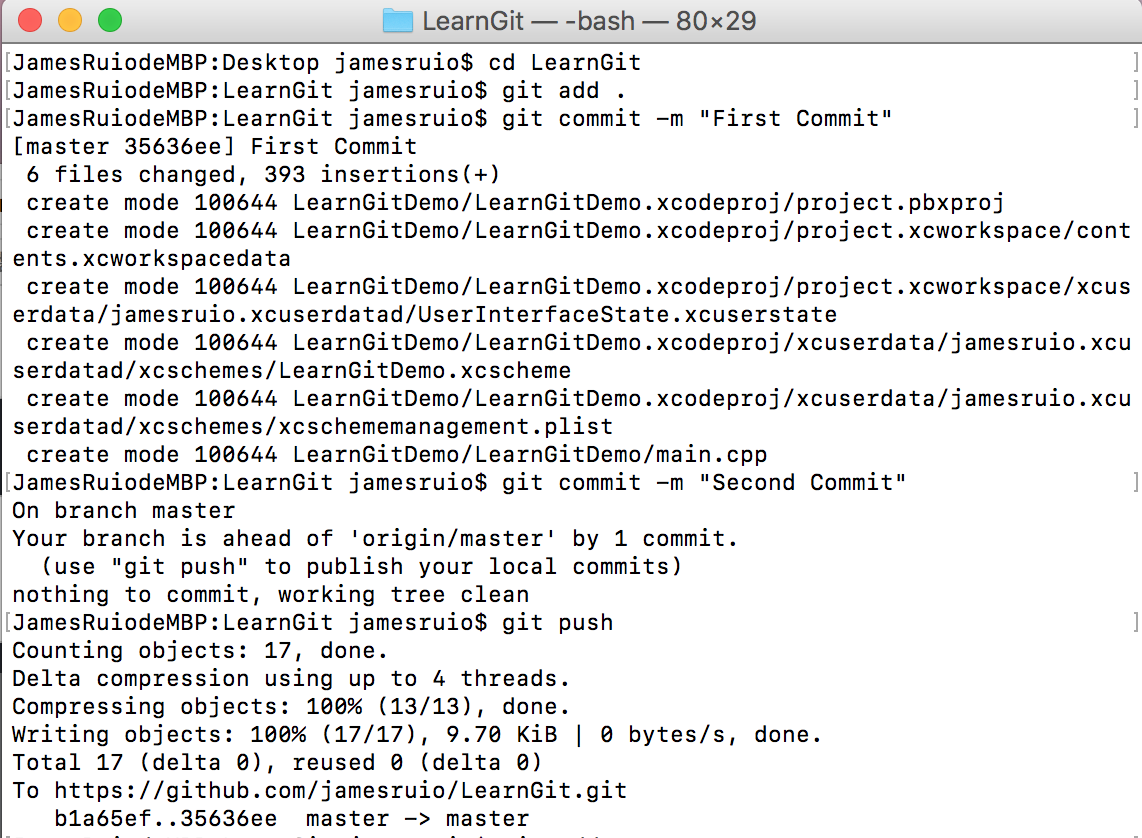 LearnGit — -bash — 80×29
[JamesRuiodeMBP:Desktop jamesruio$ cd LearnGit ]
[JamesRuiodeMBP:LearnGit jamesruio$ git add . ]
[JamesRuiodeMBP:LearnGit jamesruio$ git commit -m "First Commit" ]
[master 35636ee] First Commit
 6 files changed, 393 insertions(+)
 create mode 100644 LearnGitDemo/LearnGitDemo.xcodeproj/project.pbxproj
 create mode 100644 LearnGitDemo/LearnGitDemo.xcodeproj/project.xcworkspace/cont
ents.xcworkspacedata
 create mode 100644 LearnGitDemo/LearnGitDemo.xcodeproj/project.xcworkspace/xcus
erdata/jamesruio.xcuserdatad/UserInterfaceState.xcuserstate
 create mode 100644 LearnGitDemo/LearnGitDemo.xcodeproj/xcuserdata/jamesruio.xcu
serdatad/xcschemes/LearnGitDemo.xcscheme
 create mode 100644 LearnGitDemo/LearnGitDemo.xcodeproj/xcuserdata/jamesruio.xcu
serdatad/xcschemes/xcschememanagement.plist
 create mode 100644 LearnGitDemo/LearnGitDemo/main.cpp
[JamesRuiodeMBP:LearnGit jamesruio$ git commit -m "Second Commit" ]
On branch master
Your branch is ahead of 'origin/master' by 1 commit.
  (use "git push" to publish your local commits)
nothing to commit, working tree clean
[JamesRuiodeMBP:LearnGit jamesruio$ git push ]
Counting objects: 17, done.
Delta compression using up to 4 threads.
Compressing objects: 100% (13/13), done.
Writing objects: 100% (17/17), 9.70 KiB | 0 bytes/s, done.
Total 17 (delta 0), reused 0 (delta 0)
To https://github.com/jamesruio/LearnGit.git
   b1a65ef..35636ee  master -> master